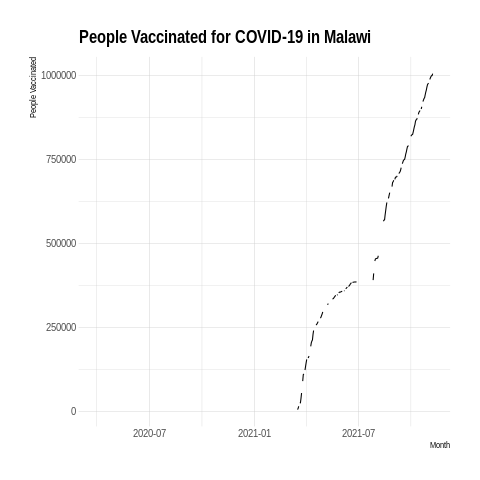 People Vaccinated for COVID-19 in Malawi
People Vaccinated
1000000
750000
500000
250000
0
2020-07 2021-01 2021-07
Month